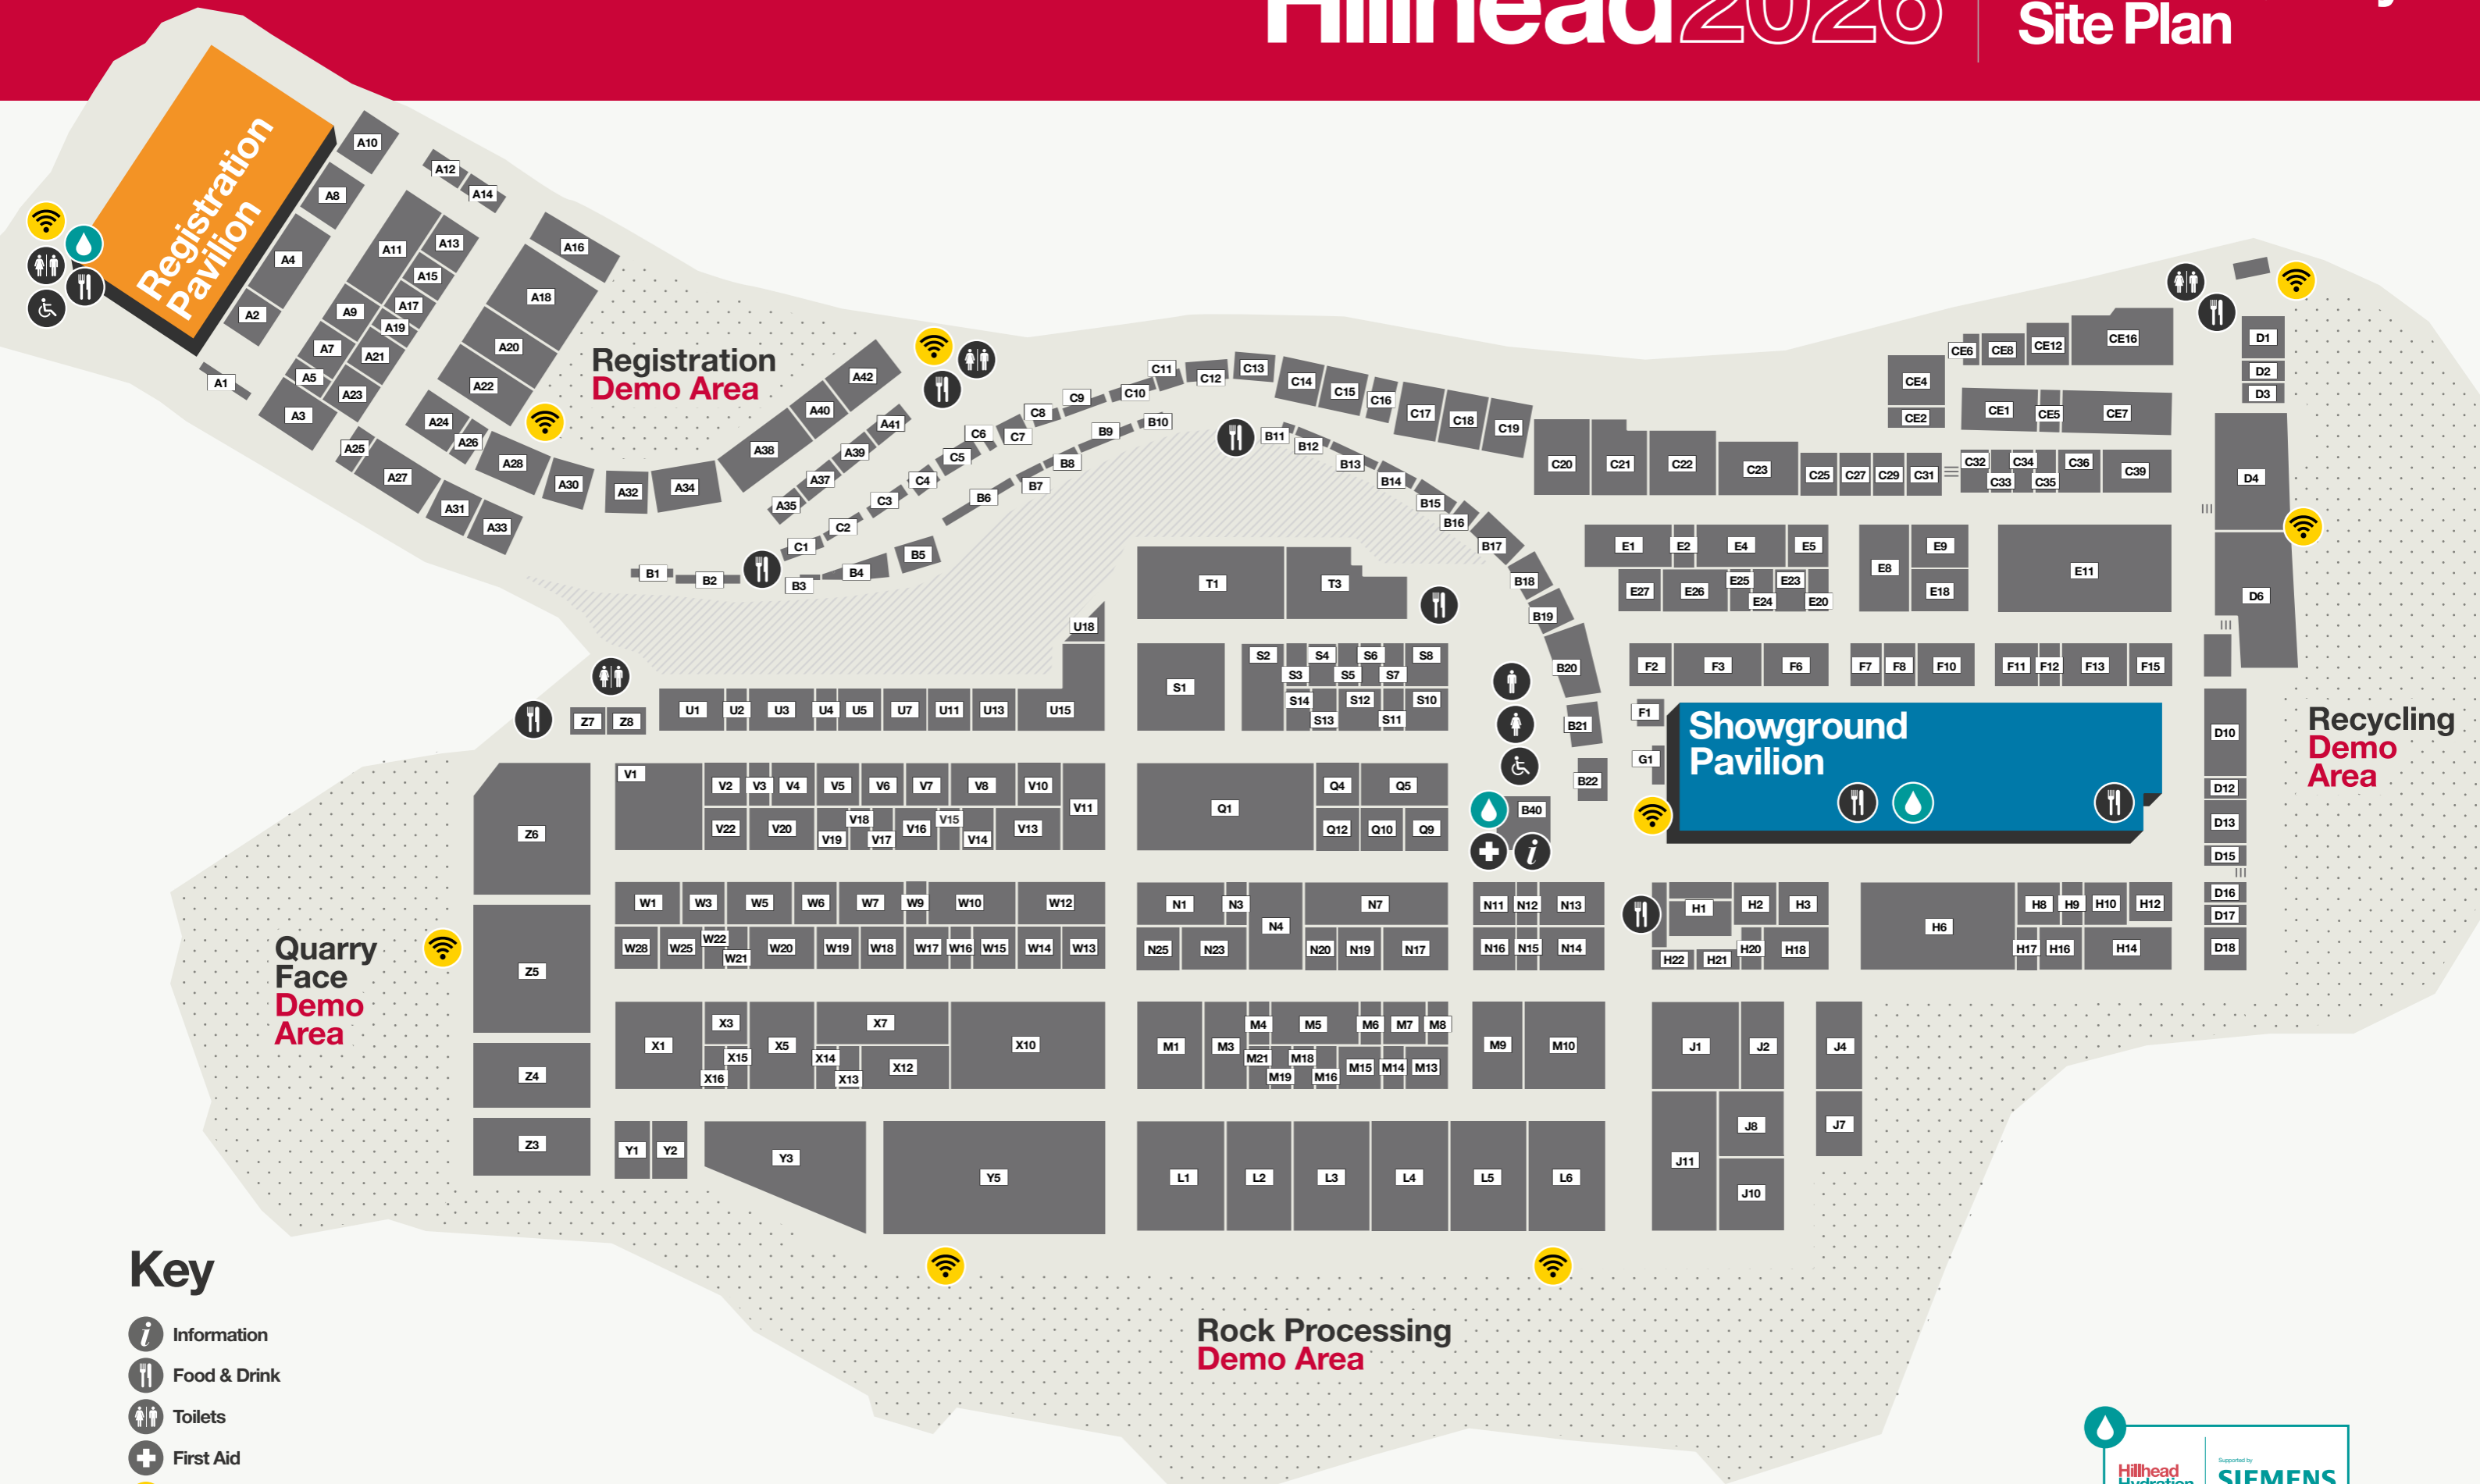 Hillhead2026
Site Plan
Registration
Pavilion
A10
A12
A14
A8
A16
A4
A11
A13
A15
A18
A2
A9
A17
A19
A7
A21
A20
A5
A23
A22
A1
A3
A24
A26
A25
A27
A28
A30
A31
A33
A32
A34
A38
A40
A42
A35
A37
A39
A41
Registration
Demo Area
B1
B2
B3
B4
B5
B6
B7
B8
B9
B10
B11
B12
B13
B14
B15
B16
B17
B18
B19
B20
B21
B22
B40
C1
C2
C3
C4
C5
C6
C7
C8
C9
C10
C11
C12
C13
C14
C15
C16
C17
C18
C19
C20
C21
C22
C23
C25
C27
C29
C31
C32
C33
C34
C35
C36
C39
CE6
CE8
CE12
CE16
CE4
CE2
CE1
CE5
CE7
D1
D2
D3
D4
D6
D10
D12
D13
D15
D16
D17
D18
E1
E2
E4
E5
E8
E9
E11
E18
E27
E26
E25
E24
E23
E20
F2
F3
F6
F7
F8
F10
F11
F12
F13
F15
F1
G1
Showground
Pavilion
Recycling
Demo
Area
T1
T3
S1
S2
S3
S4
S5
S6
S7
S8
S14
S13
S12
S11
S10
U18
U1
U2
U3
U4
U5
U7
U11
U13
U15
Z7
Z8
Z6
Z5
Z4
Z3
V1
V2
V3
V4
V5
V6
V7
V8
V10
V11
V22
V20
V19
V18
V17
V16
V15
V14
V13
Q1
Q4
Q5
Q12
Q10
Q9
W1
W3
W5
W6
W7
W9
W10
W12
W28
W25
W22
W21
W20
W19
W18
W17
W16
W15
W14
W13
N1
N3
N4
N7
N25
N23
N20
N19
N17
N11
N12
N13
N16
N15
N14
H1
H2
H3
H22
H21
H20
H18
H6
H8
H9
H10
H12
H17
H16
H14
Quarry
Face
Demo
Area
X1
X3
X15
X16
X5
X7
X14
X13
X12
X10
M1
M3
M4
M5
M6
M7
M8
M21
M19
M18
M16
M15
M14
M13
M9
M10
J1
J2
J4
J7
J8
J11
J10
Y1
Y2
Y3
Y5
L1
L2
L3
L4
L5
L6
Rock Processing
Demo Area
Key
Information
Food & Drink
Toilets
First Aid
Hillhead
Hydration
Supported by
SIEMENS